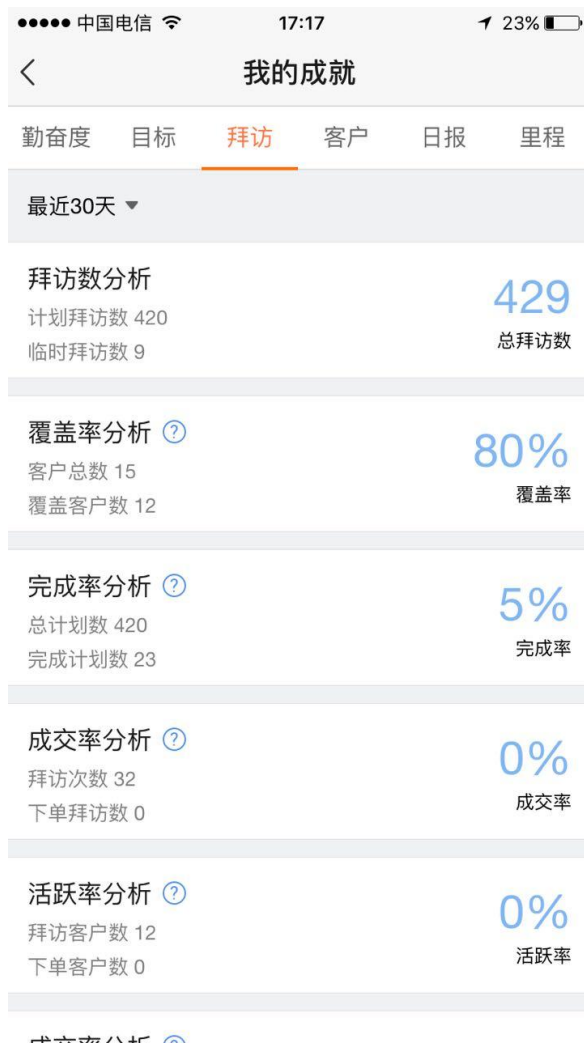 中国电信 17:17 23%
我的成就
勤奋度 目标 拜访 客户 日报 里程
最近30天
拜访数分析
计划拜访数 420
临时拜访数 9
429
总拜访数
覆盖率分析 ?
客户总数 15
覆盖客户数 12
80%
覆盖率
完成率分析 ?
总计划数 420
完成计划数 23
5%
完成率
成交率分析 ?
拜访次数 32
下单拜访数 0
0%
成交率
活跃率分析 ?
拜访客户数 12
下单客户数 0
0%
活跃率